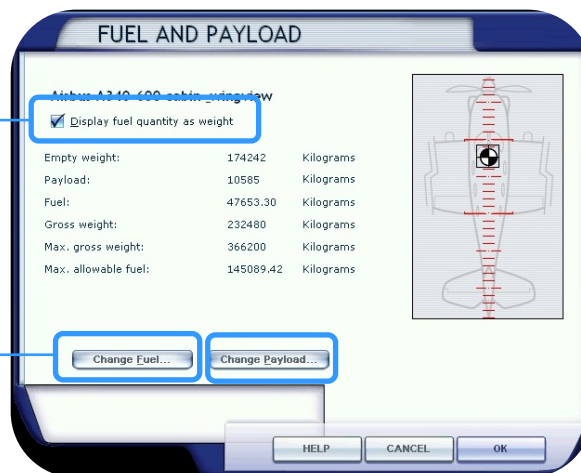 FUEL AND PAYLOAD
Airbus A340-600 cabin_wingview
Display fuel quantity as weight
Empty weight: 174242 Kilograms
Payload: 10585 Kilograms
Fuel: 47653.30 Kilograms
Gross weight: 232480 Kilograms
Max. gross weight: 366200 Kilograms
Max. allowable fuel: 145089.42 Kilograms
Change Fuel... Change Payload...
HELP CANCEL OK